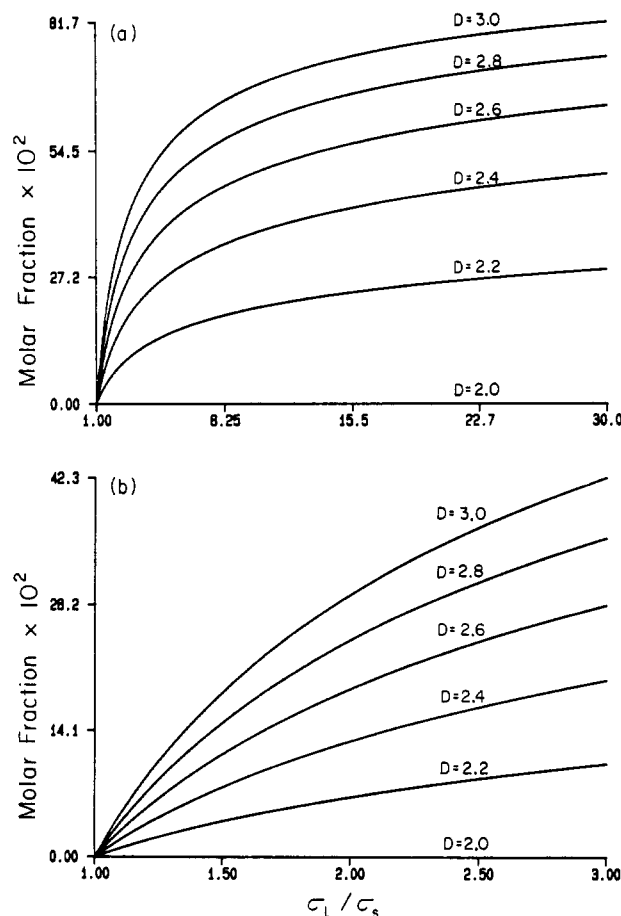 81.7
(a)
D=3.0
D=2.8
54.5
D=2.6
D=2.4
27.2
D=2.2
0.00
D=2.0
1.00 8.25 15.5 22.7 30.0
Molar Fraction × 10²
42.3
(b)
D=3.0
D=2.8
28.2
D=2.6
D=2.4
14.1
D=2.2
0.00
D=2.0
1.00 1.50 2.00 2.50 3.00
Molar Fraction × 10²
σL / σs